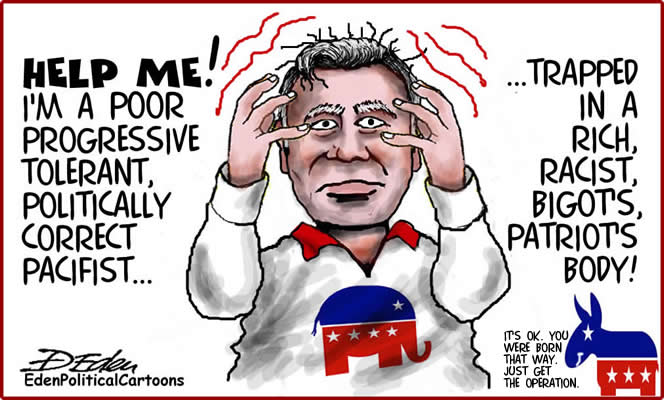 HELP ME!
I'M A POOR
PROGRESSIVE
TOLERANT,
POLITICALLY
CORRECT
PACIFIST...
...TRAPPED
IN A
RICH,
RACIST,
BIGOT'S,
PATRIOT'S
BODY!
IT'S OK. YOU
WERE BORN
THAT WAY.
JUST GET
THE OPERATION.
D Eden
EdenPoliticalCartoons